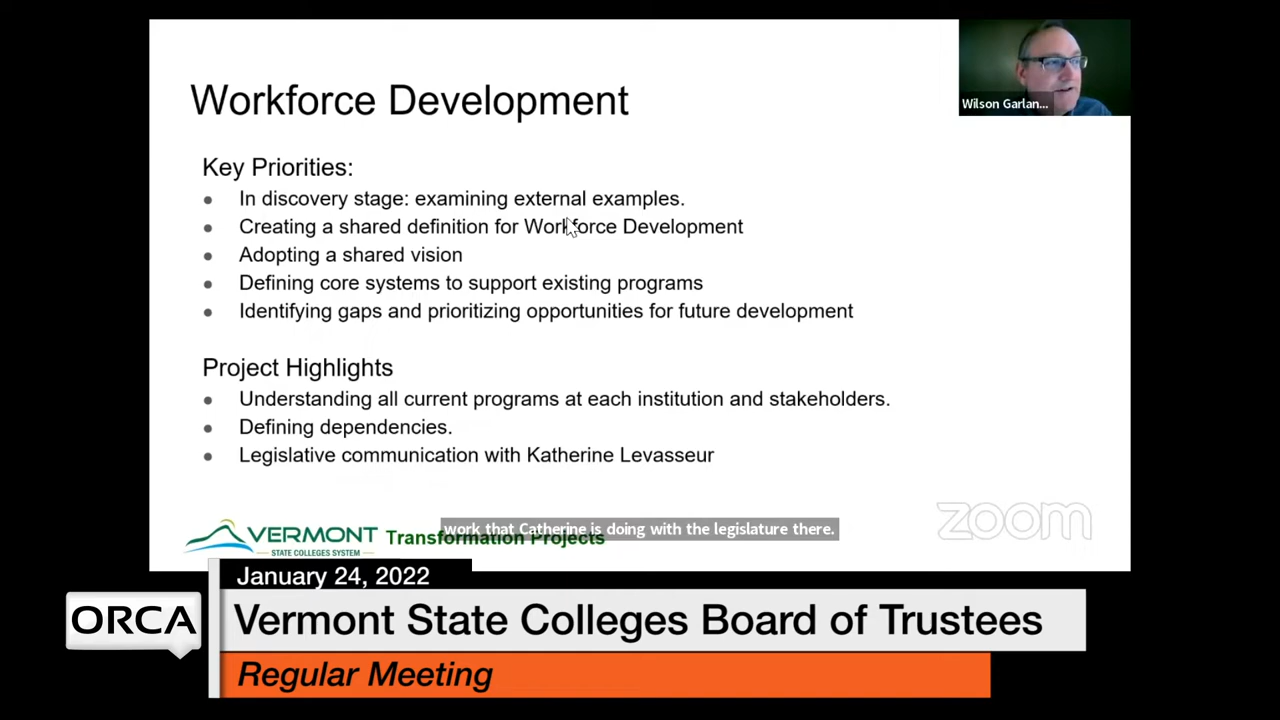 Workforce Development
Wilson Garlan...
Key Priorities:
In discovery stage: examining external examples.
Creating a shared definition for Workforce Development
Adopting a shared vision
Defining core systems to support existing programs
Identifying gaps and prioritizing opportunities for future development
Project Highlights
Understanding all current programs at each institution and stakeholders.
Defining dependencies.
Legislative communication with Katherine Levasseur
zoom
work that Catherine is doing with the legislature there.
VERMONT
STATE COLLEGES SYSTEM
Transformation Projects
January 24, 2022
ORCA
Vermont State Colleges Board of Trustees
Regular Meeting